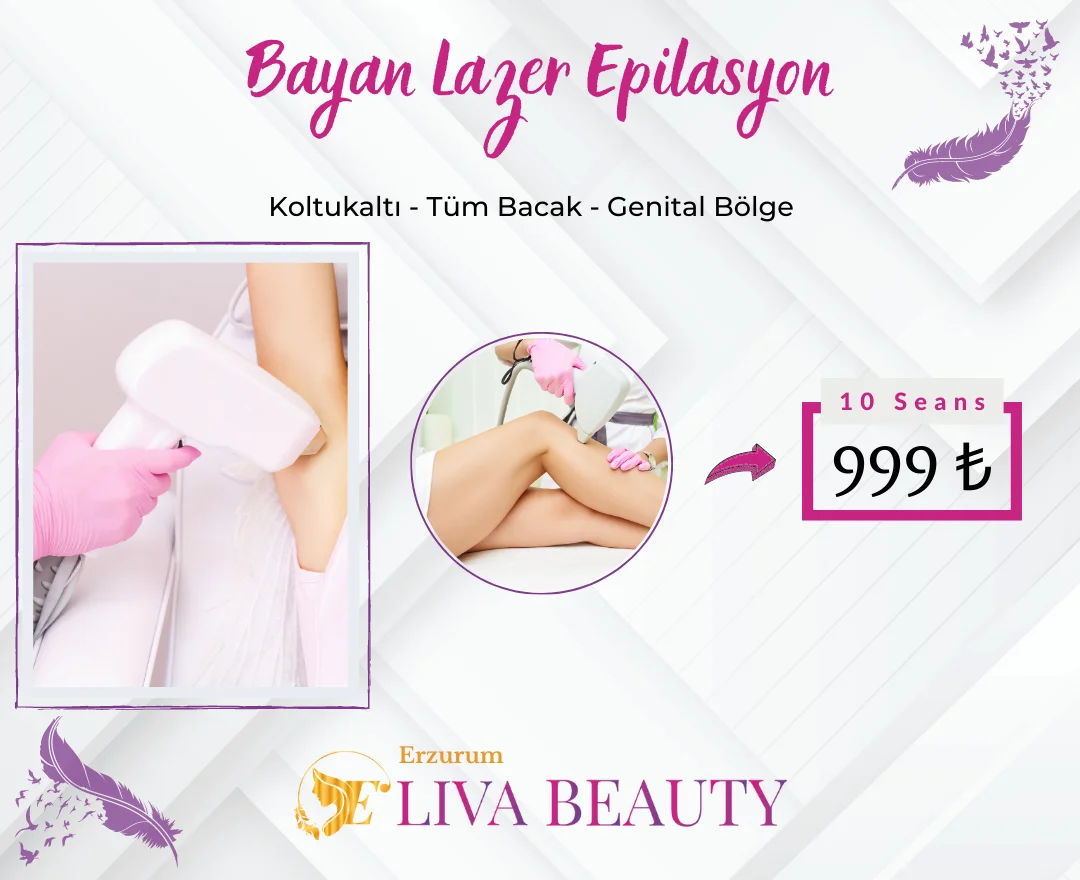 Bayan Lazer Epilasyon
Koltukaltı - Tüm Bacak - Genital Bölge
10 Seans
999 ₺
Erzurum
E LIVA BEAUTY